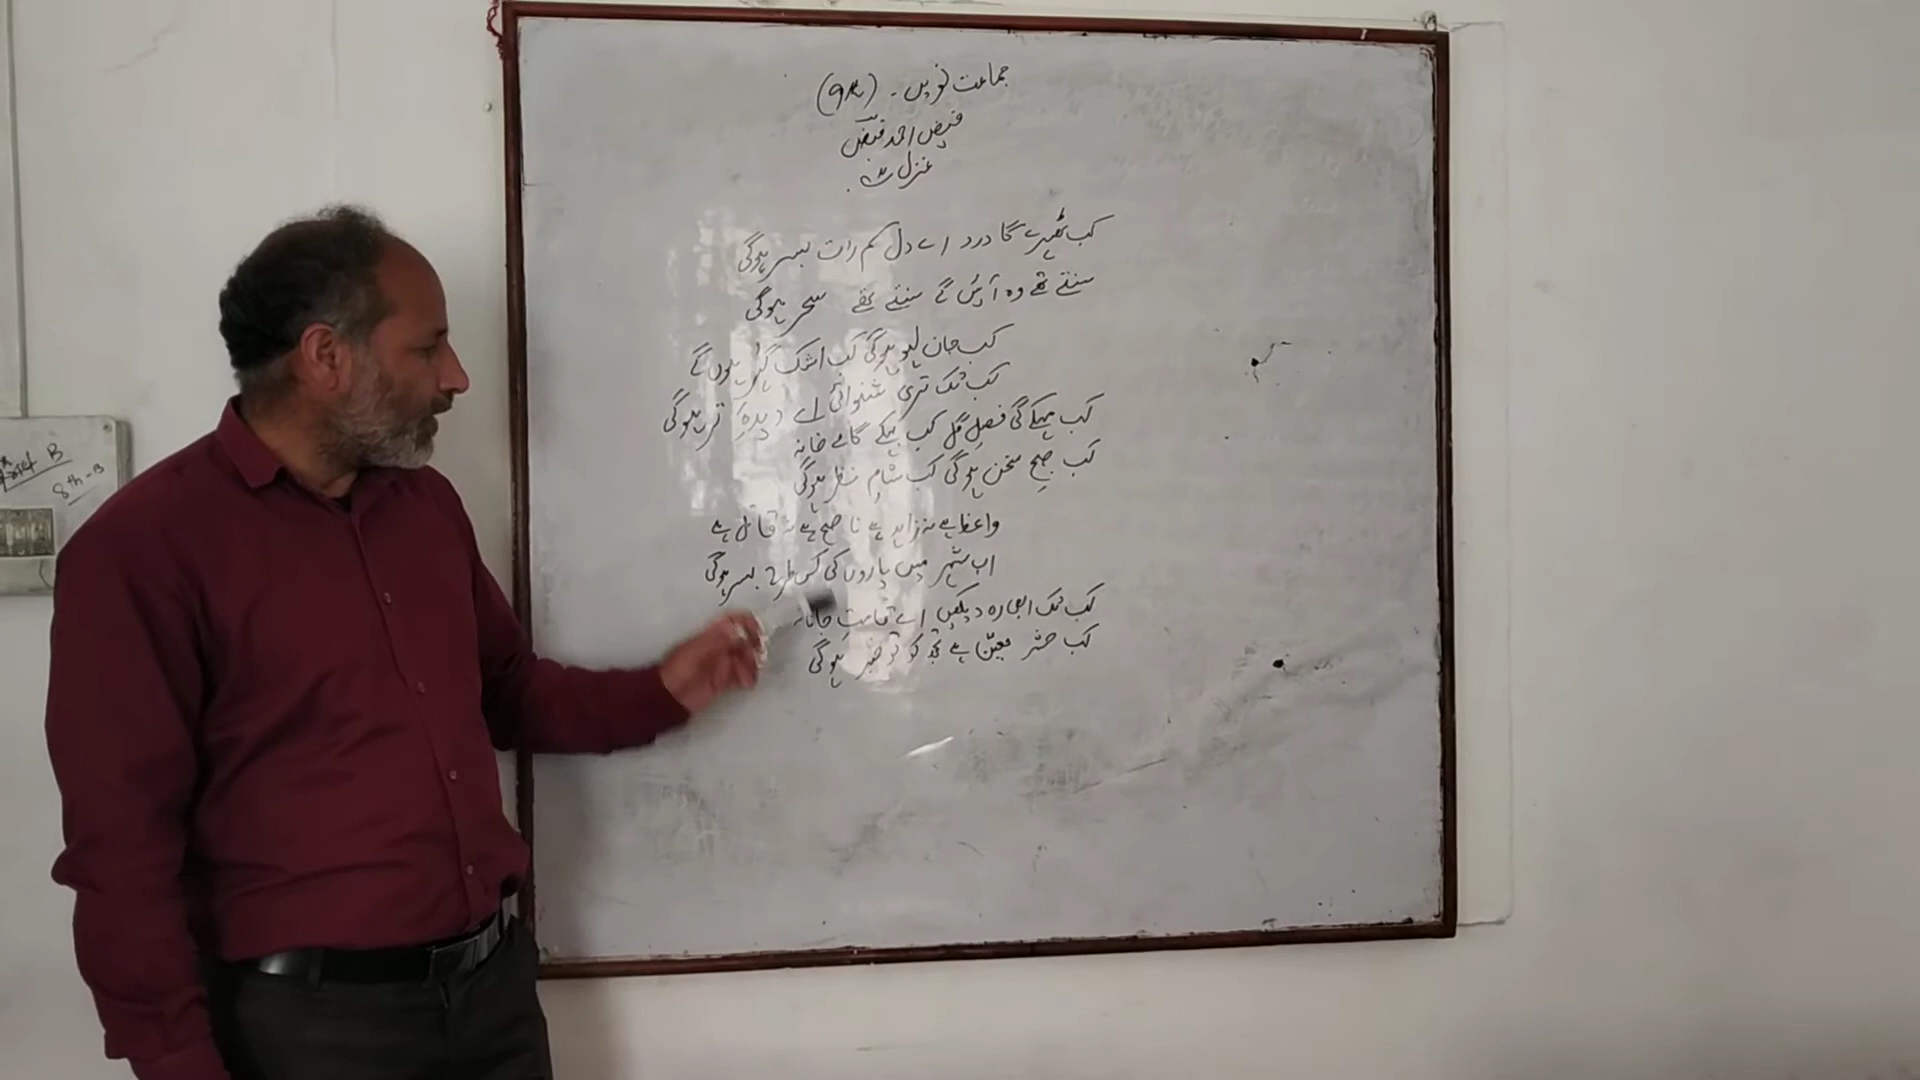 جماعت نویں۔ (9th)
فیض احمد فیض
غزل
کب ٹھہرے گا درد اے دل کب رات بسر ہوگی
سنتے تھے وہ آئیں گے سنتے تھے سحر ہوگی
کب جان لہو ہوگی کب اشک گہر ہوں گے
کب تک تری شنوائی اے دیدۂ تر ہوگی
کب مہکے گی فصلِ گل کب بہکے گا مے خانہ
کب صبحِ سخن ہوگی کب شامِ نظر ہوگی
واعظ ہے نہ زاہد ہے ناصح ہے نہ قاتل ہے
اب شہر میں یاروں کی کس طرح بسر ہوگی
کب تک ابھی رہ دیکھیں اے قامتِ جانانہ
کب حشر معیّن ہے تجھ کو تو خبر ہوگی
B
8th-B